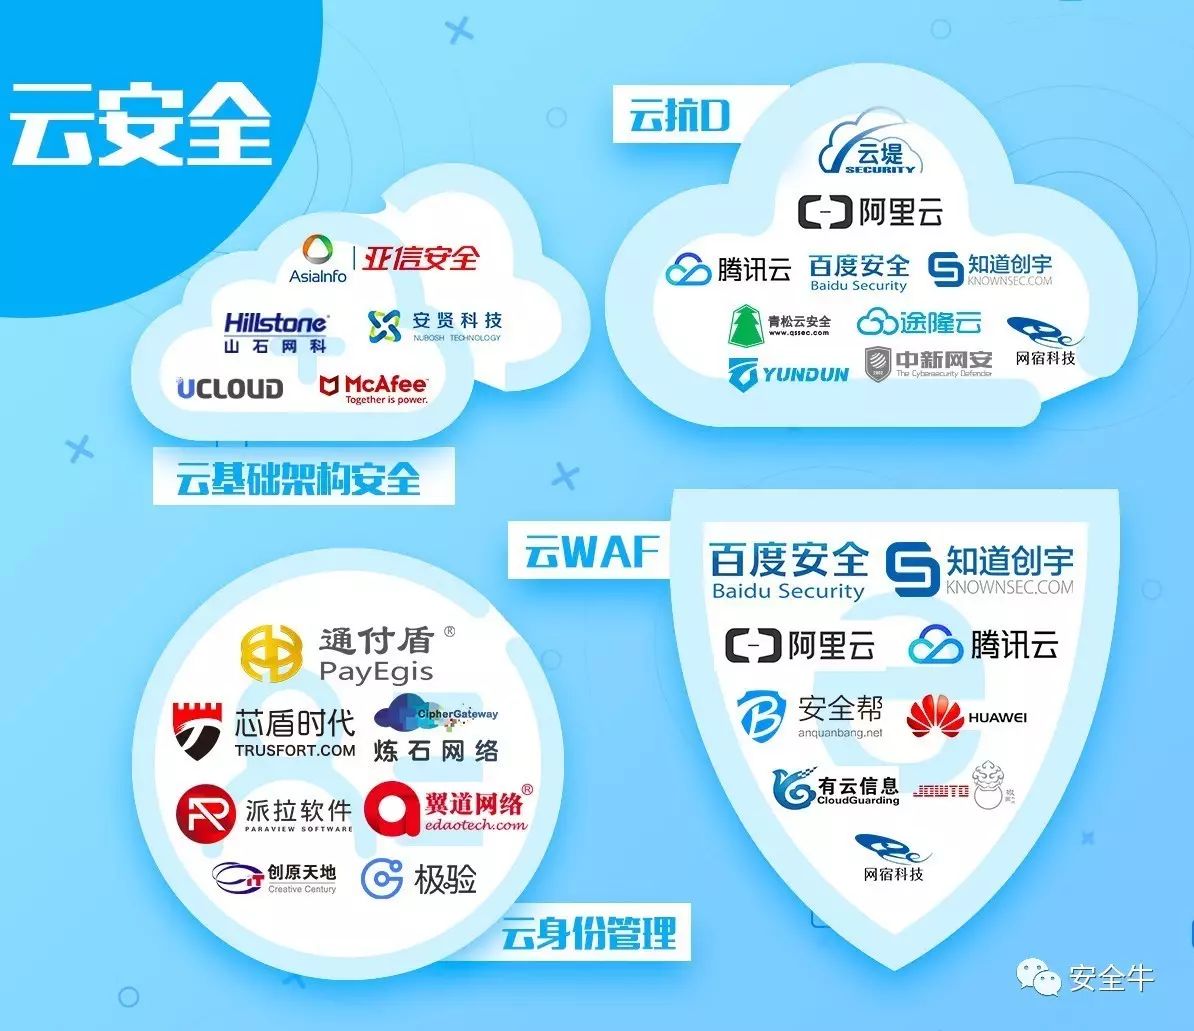 云安全
云抗D
云堤
SECURITY
阿里云
腾讯云
百度安全
Baidu Security
知道创宇
KNOWNSEC.COM
青松云安全
www.qssec.com
途隆云
网宿科技
YUNDUN
中新网安
The Cybersecurity Defender
AsiaInfo
亚信安全
Hillstone®
山石网科
安贤科技
NUBOSH TECHNOLOGY
UCLOUD
McAfee™
Together is power.
云基础架构安全
云WAF
百度安全
Baidu Security
知道创宇
KNOWNSEC.COM
阿里云
腾讯云
安全帮
anquanbang.net
HUAWEI
有云信息
CloudGuarding
JOWTO
网宿科技
通付盾®
PayEgis
芯盾时代
TRUSFORT.COM
CipherGateway
炼石网络
派拉软件
PARAVIEW SOFTWARE
翼道网络®
edaotech.com
创原天地
Creative Century
极验
云身份管理
安全牛